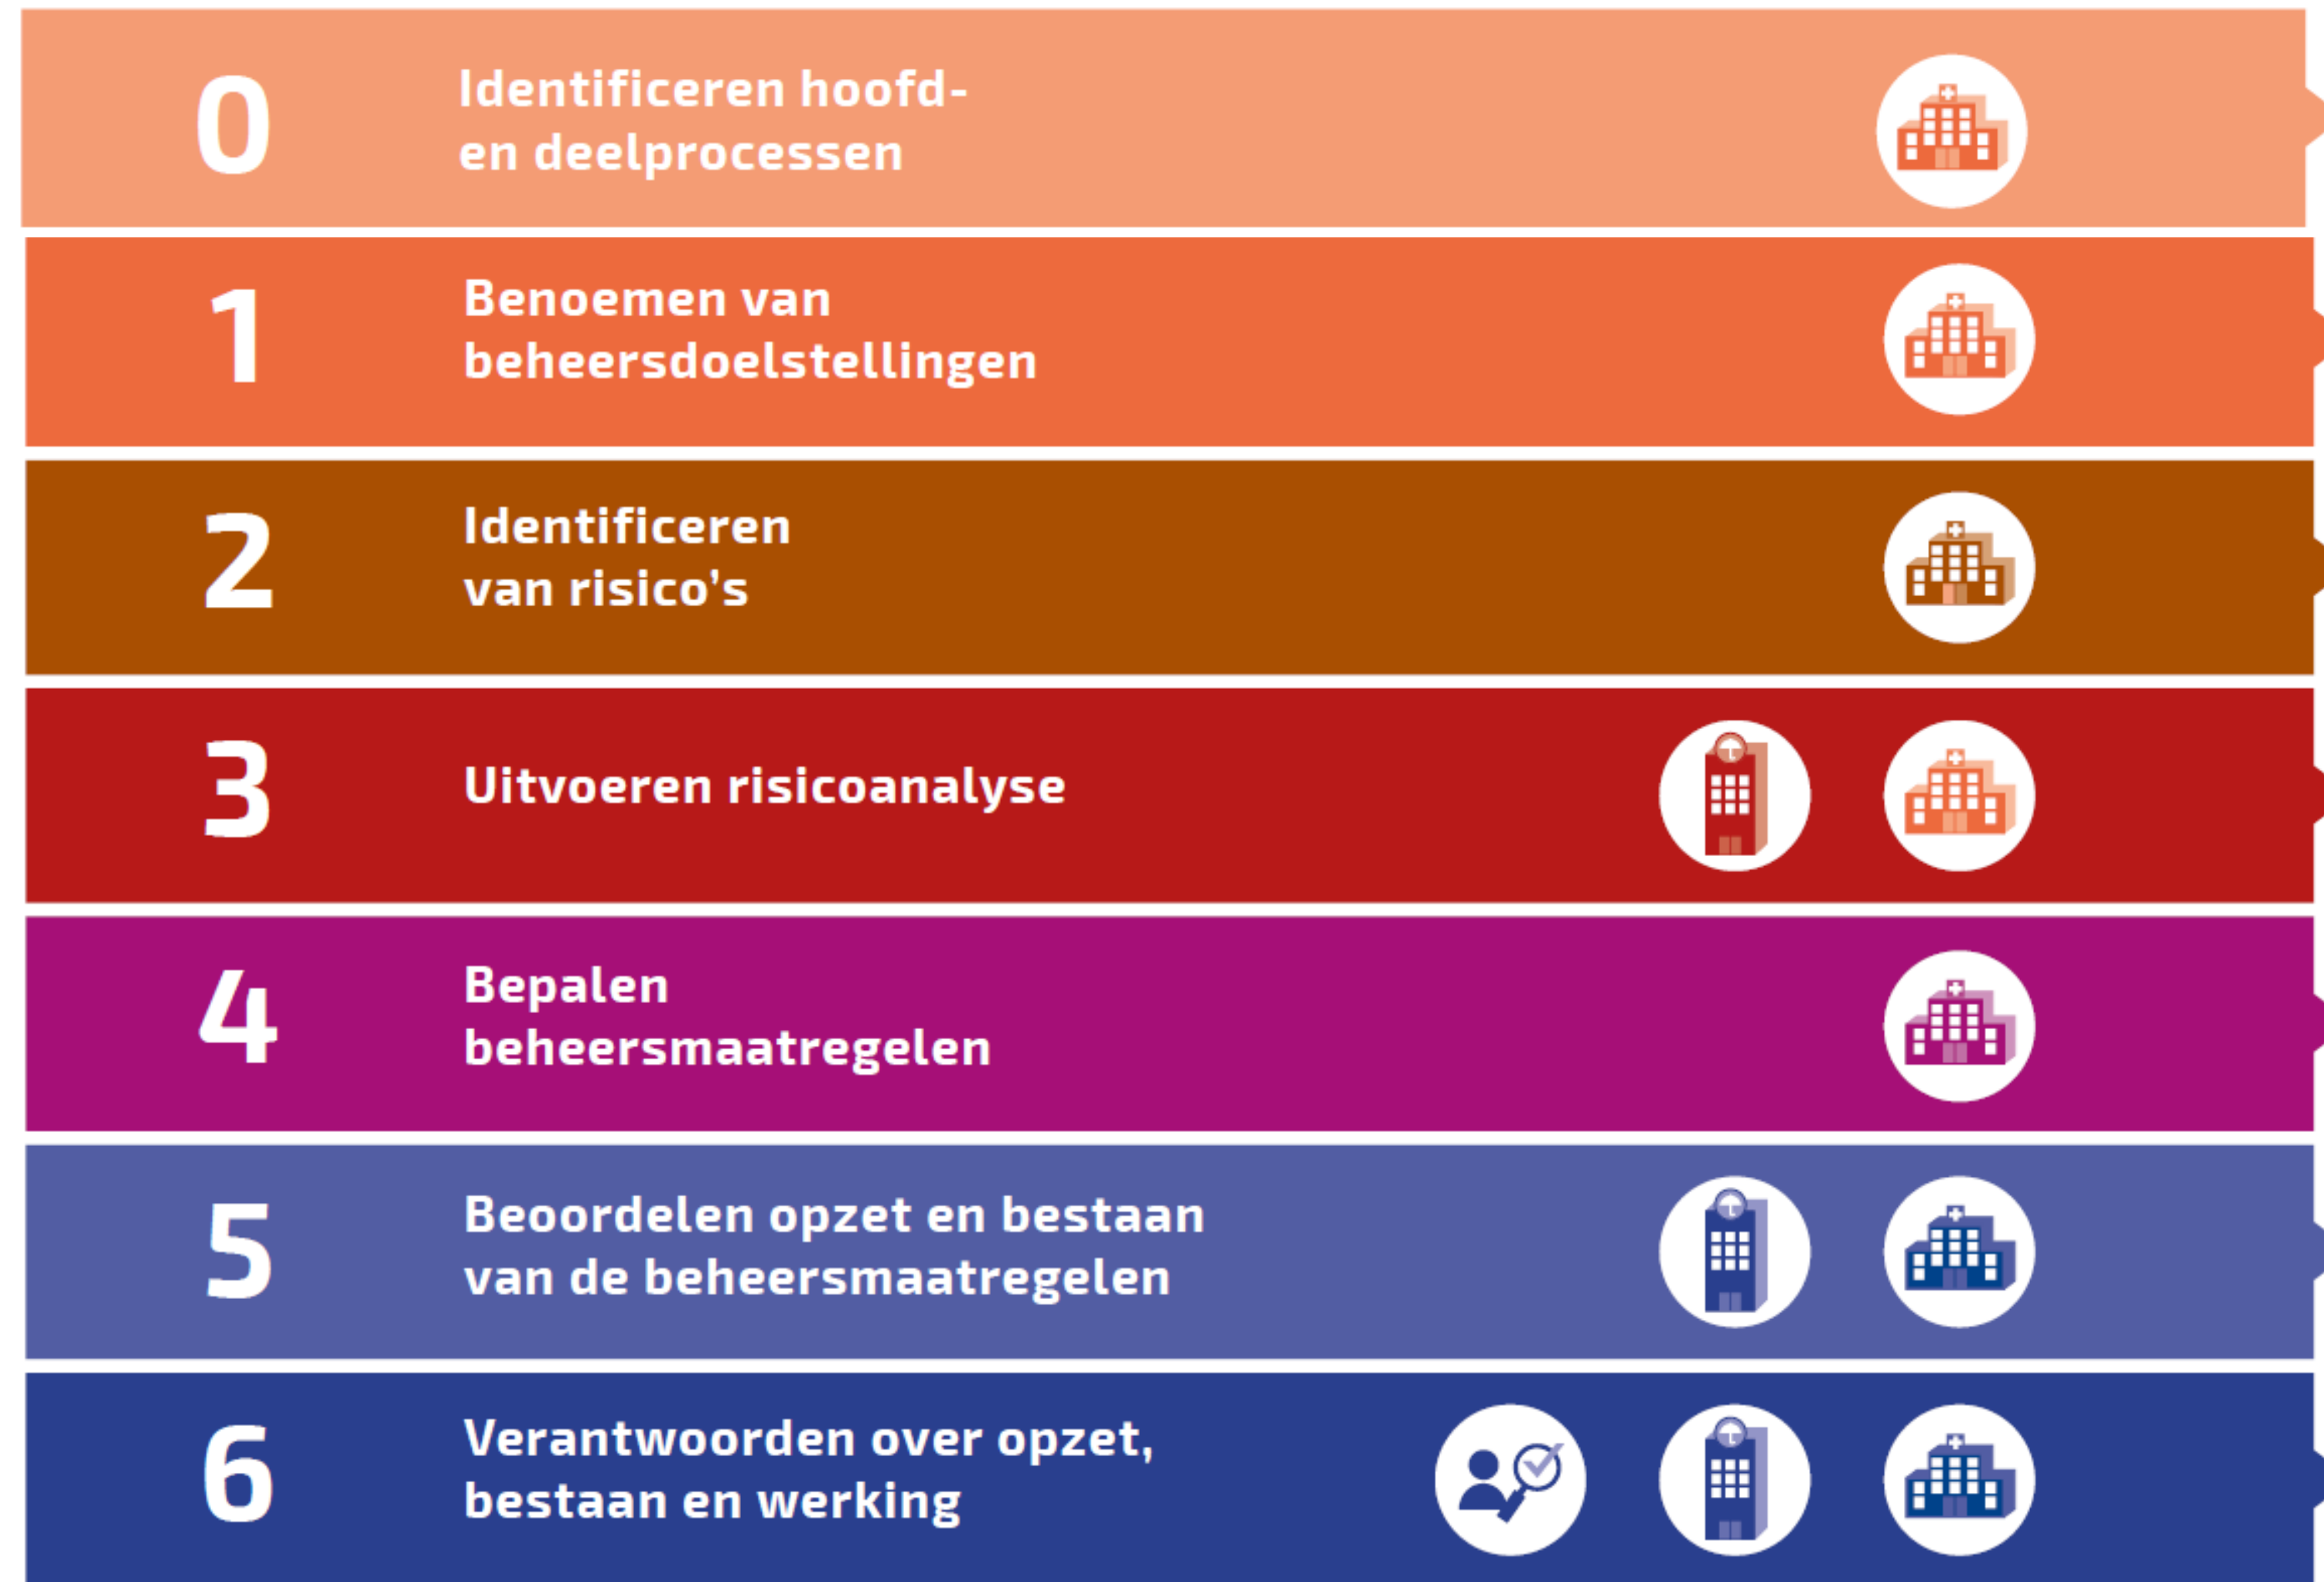 0
Identificeren hoofd-
en deelprocessen
1
Benoemen van
beheersdoelstellingen
2
Identificeren
van risico’s
3
Uitvoeren risicoanalyse
4
Bepalen
beheersmaatregelen
5
Beoordelen opzet en bestaan
van de beheersmaatregelen
6
Verantwoorden over opzet,
bestaan en werking